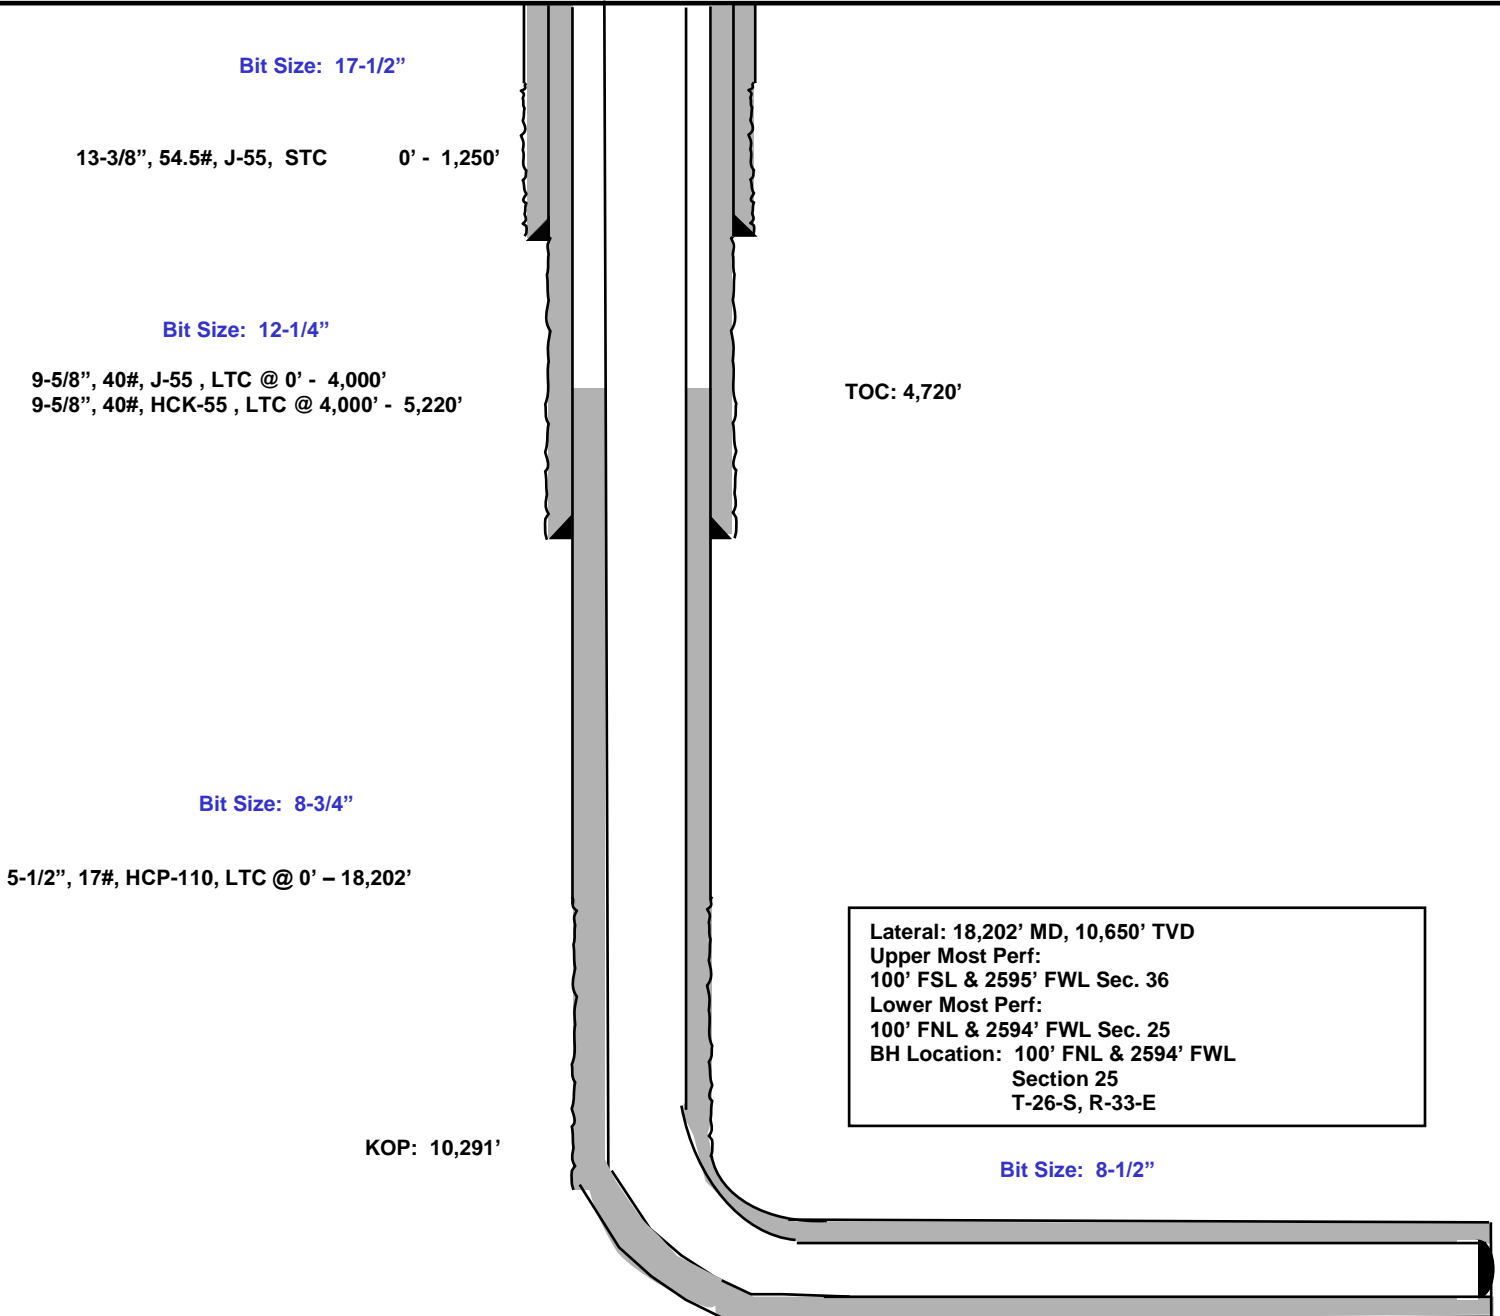 Bit Size: 17-1/2”
13-3/8”, 54.5#, J-55, STC 0’ - 1,250’
Bit Size: 12-1/4”
9-5/8”, 40#, J-55 , LTC @ 0’ - 4,000’
9-5/8”, 40#, HCK-55 , LTC @ 4,000’ - 5,220’
TOC: 4,720’
Bit Size: 8-3/4”
5-1/2”, 17#, HCP-110, LTC @ 0’ – 18,202’
Lateral: 18,202’ MD, 10,650’ TVD
Upper Most Perf:
100’ FSL & 2595’ FWL Sec. 36
Lower Most Perf:
100’ FNL & 2594’ FWL Sec. 25
BH Location: 100’ FNL & 2594’ FWL
Section 25
T-26-S, R-33-E
KOP: 10,291’
Bit Size: 8-1/2”